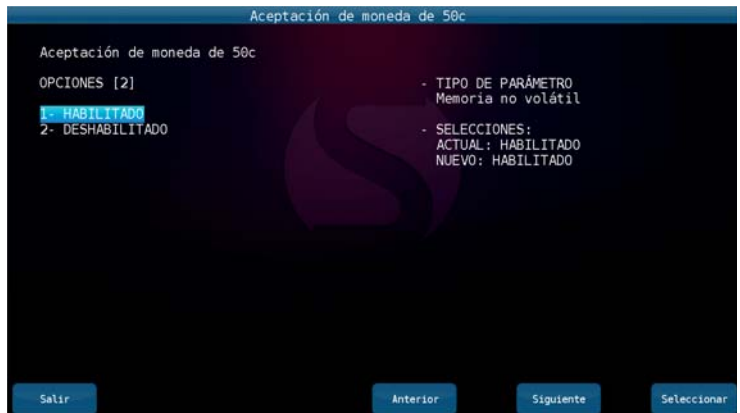 Aceptación de moneda de 50c
Aceptación de moneda de 50c
OPCIONES [2]
1- HABILITADO
2- DESHABILITADO
- TIPO DE PARÁMETRO
Memoria no volátil
- SELECCIONES:
ACTUAL: HABILITADO
NUEVO: HABILITADO
Salir
Anterior
Siguiente
Seleccionar